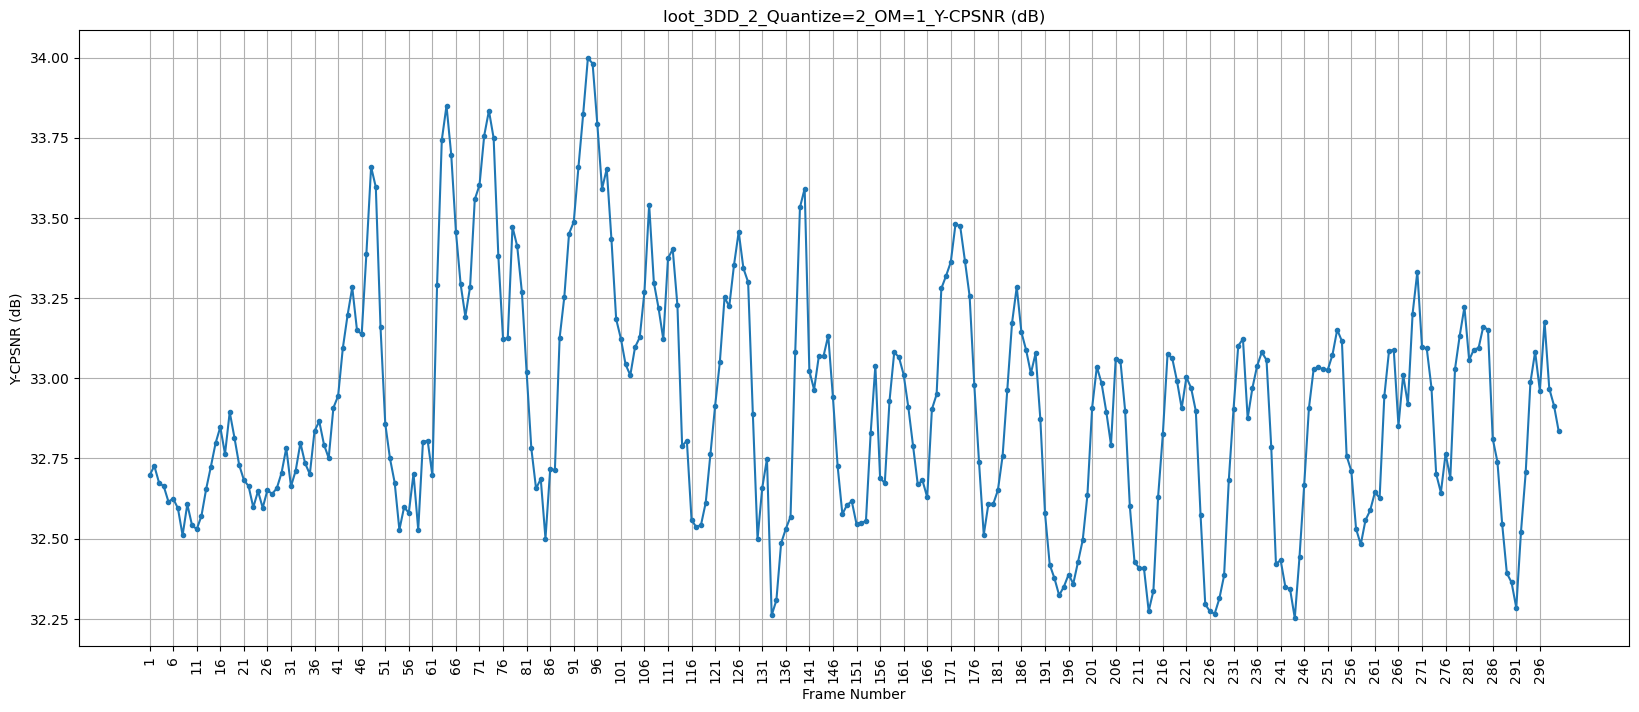 loot_3DD_2_Quantize=2_OM=1_Y-CPSNR (dB)
Y-CPSNR (dB)
34.00
33.75
33.50
33.25
33.00
32.75
32.50
32.25
1 6 11 16 21 26 31 36 41 46 51 56 61 66 71 76 81 86 91 96 101 106 111 116 121 126 131 136 141 146 151 156 161 166 171 176 181 186 191 196 201 206 211 216 221 226 231 236 241 246 251 256 261 266 271 276 281 286 291 296
Frame Number